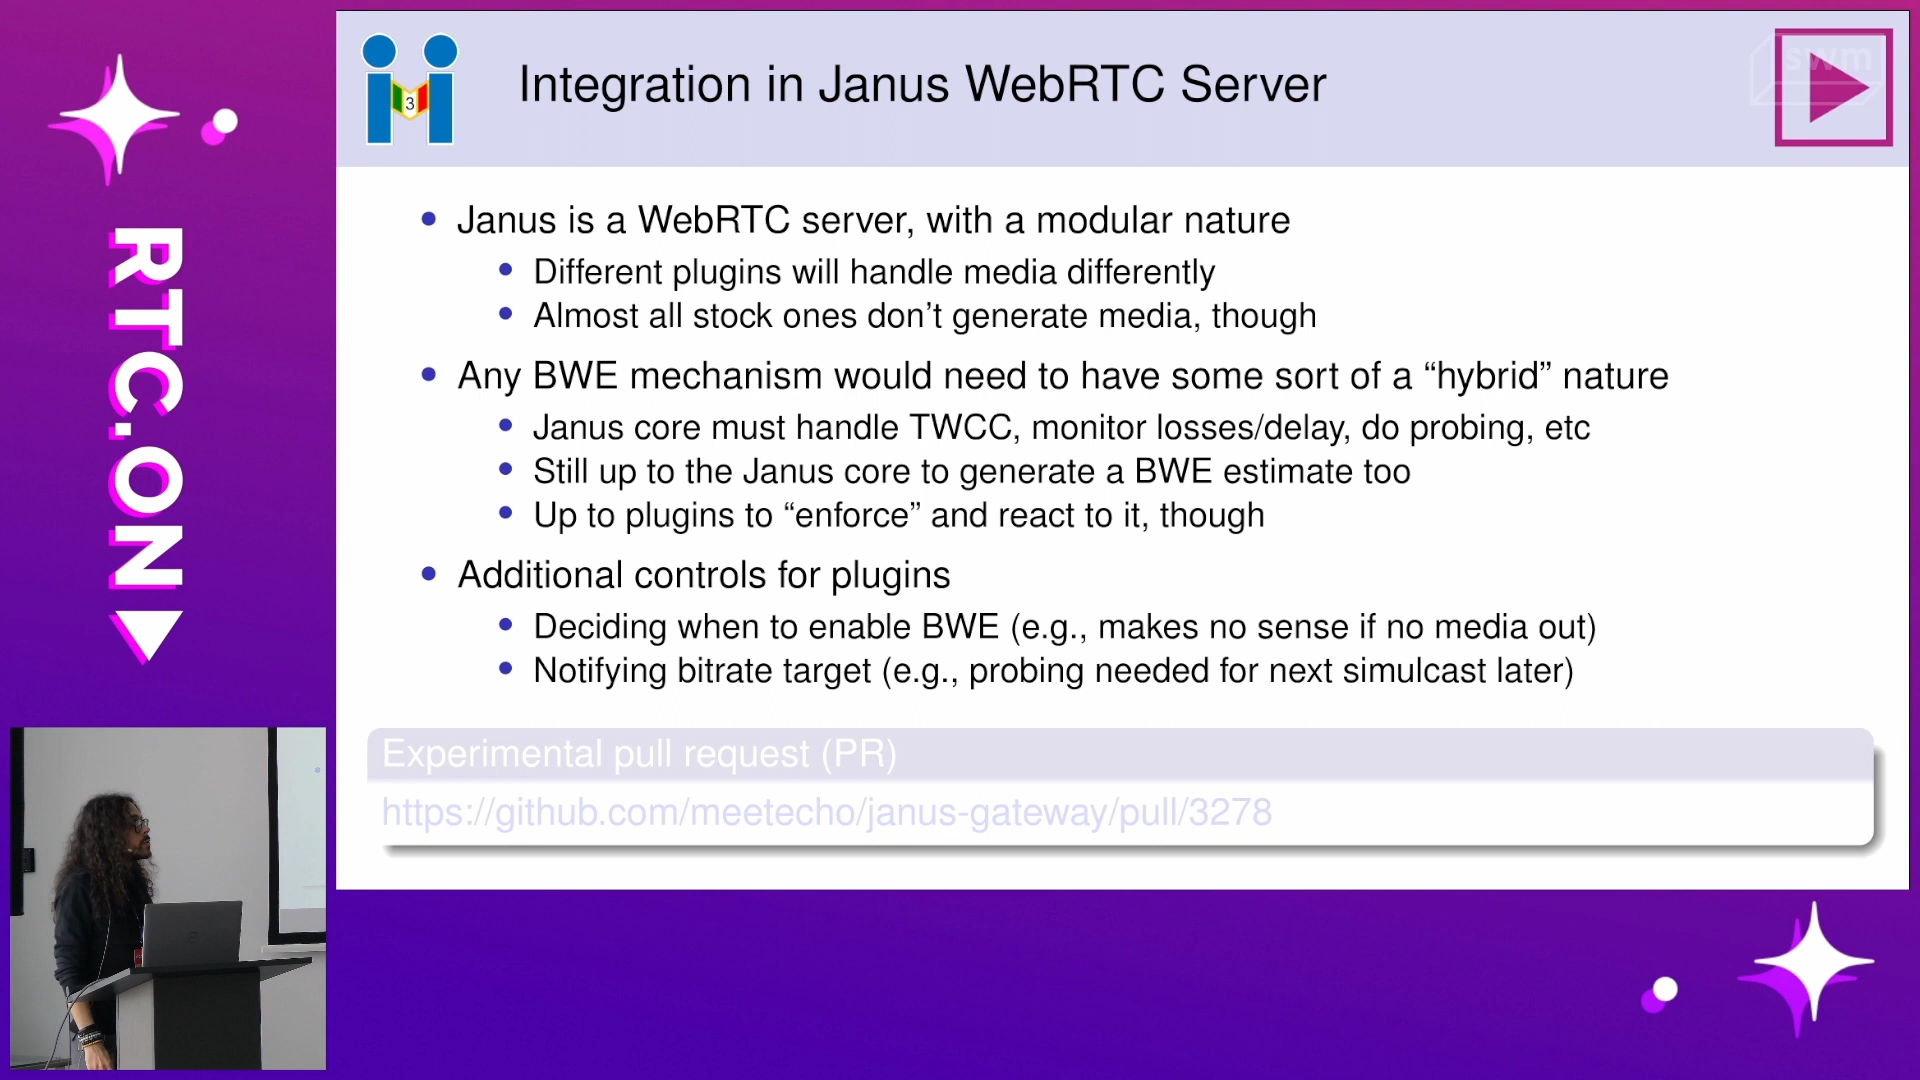 RTC.ON
3
Integration in Janus WebRTC Server
swm
Janus is a WebRTC server, with a modular nature
Different plugins will handle media differently
Almost all stock ones don’t generate media, though
Any BWE mechanism would need to have some sort of a “hybrid” nature
Janus core must handle TWCC, monitor losses/delay, do probing, etc
Still up to the Janus core to generate a BWE estimate too
Up to plugins to “enforce” and react to it, though
Additional controls for plugins
Deciding when to enable BWE (e.g., makes no sense if no media out)
Notifying bitrate target (e.g., probing needed for next simulcast later)
Experimental pull request (PR)
https://github.com/meetecho/janus-gateway/pull/3278